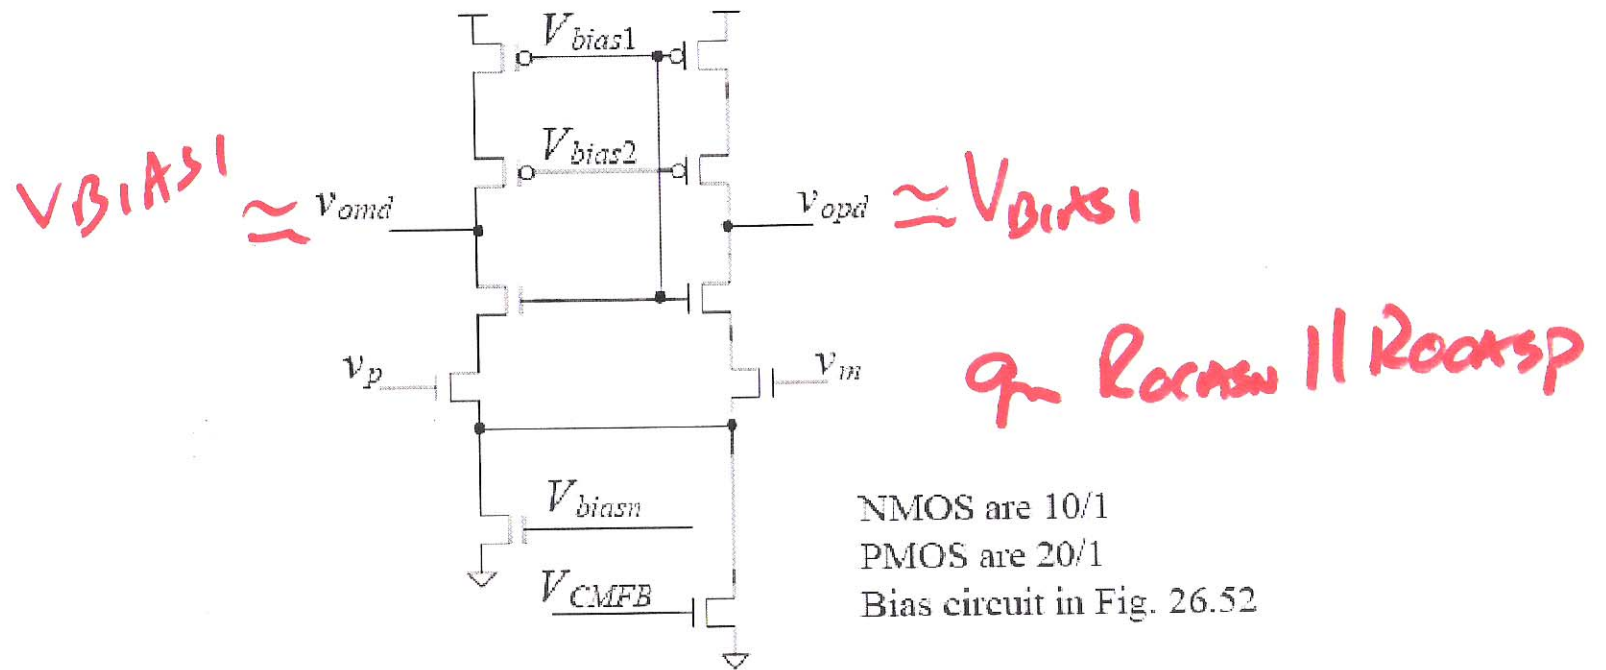 Vbias1
Vbias2
VBIAS1 ≃ vomd
vopd ≃ VBIAS1
vp
vm
gm ROCASN || ROCASP
Vbiasn
VCMFB
NMOS are 10/1
PMOS are 20/1
Bias circuit in Fig. 26.52